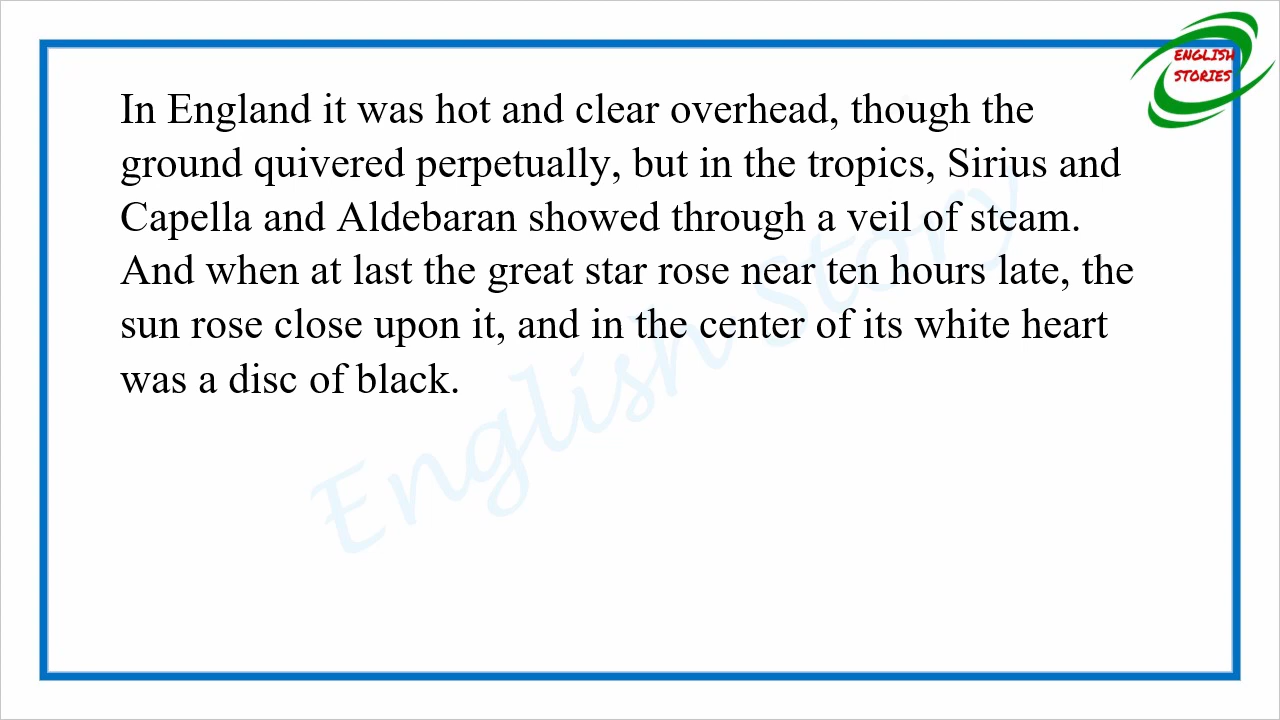 ENGLISH
STORIES
In England it was hot and clear overhead, though the
ground quivered perpetually, but in the tropics, Sirius and
Capella and Aldebaran showed through a veil of steam.
And when at last the great star rose near ten hours late, the
sun rose close upon it, and in the center of its white heart
was a disc of black.
English Story